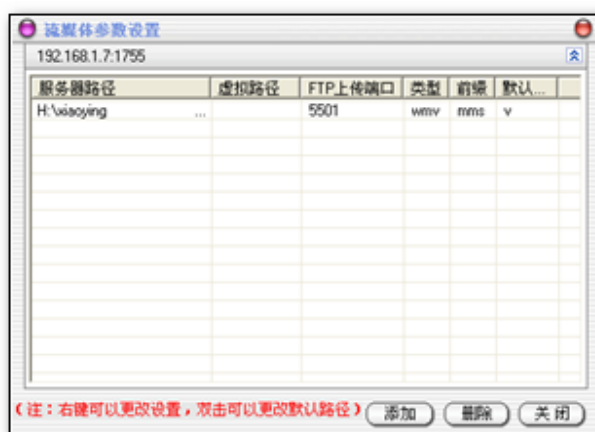 流媒体参数设置
192.168.1.7:1755
服务器路径 虚拟路径 FTP上传端口 类型 前缀 默认...
H:\xiaoying ... 5501 wmv mms v
(注：右键可以更改设置，双击可以更改默认路径) 添加 删除 关闭